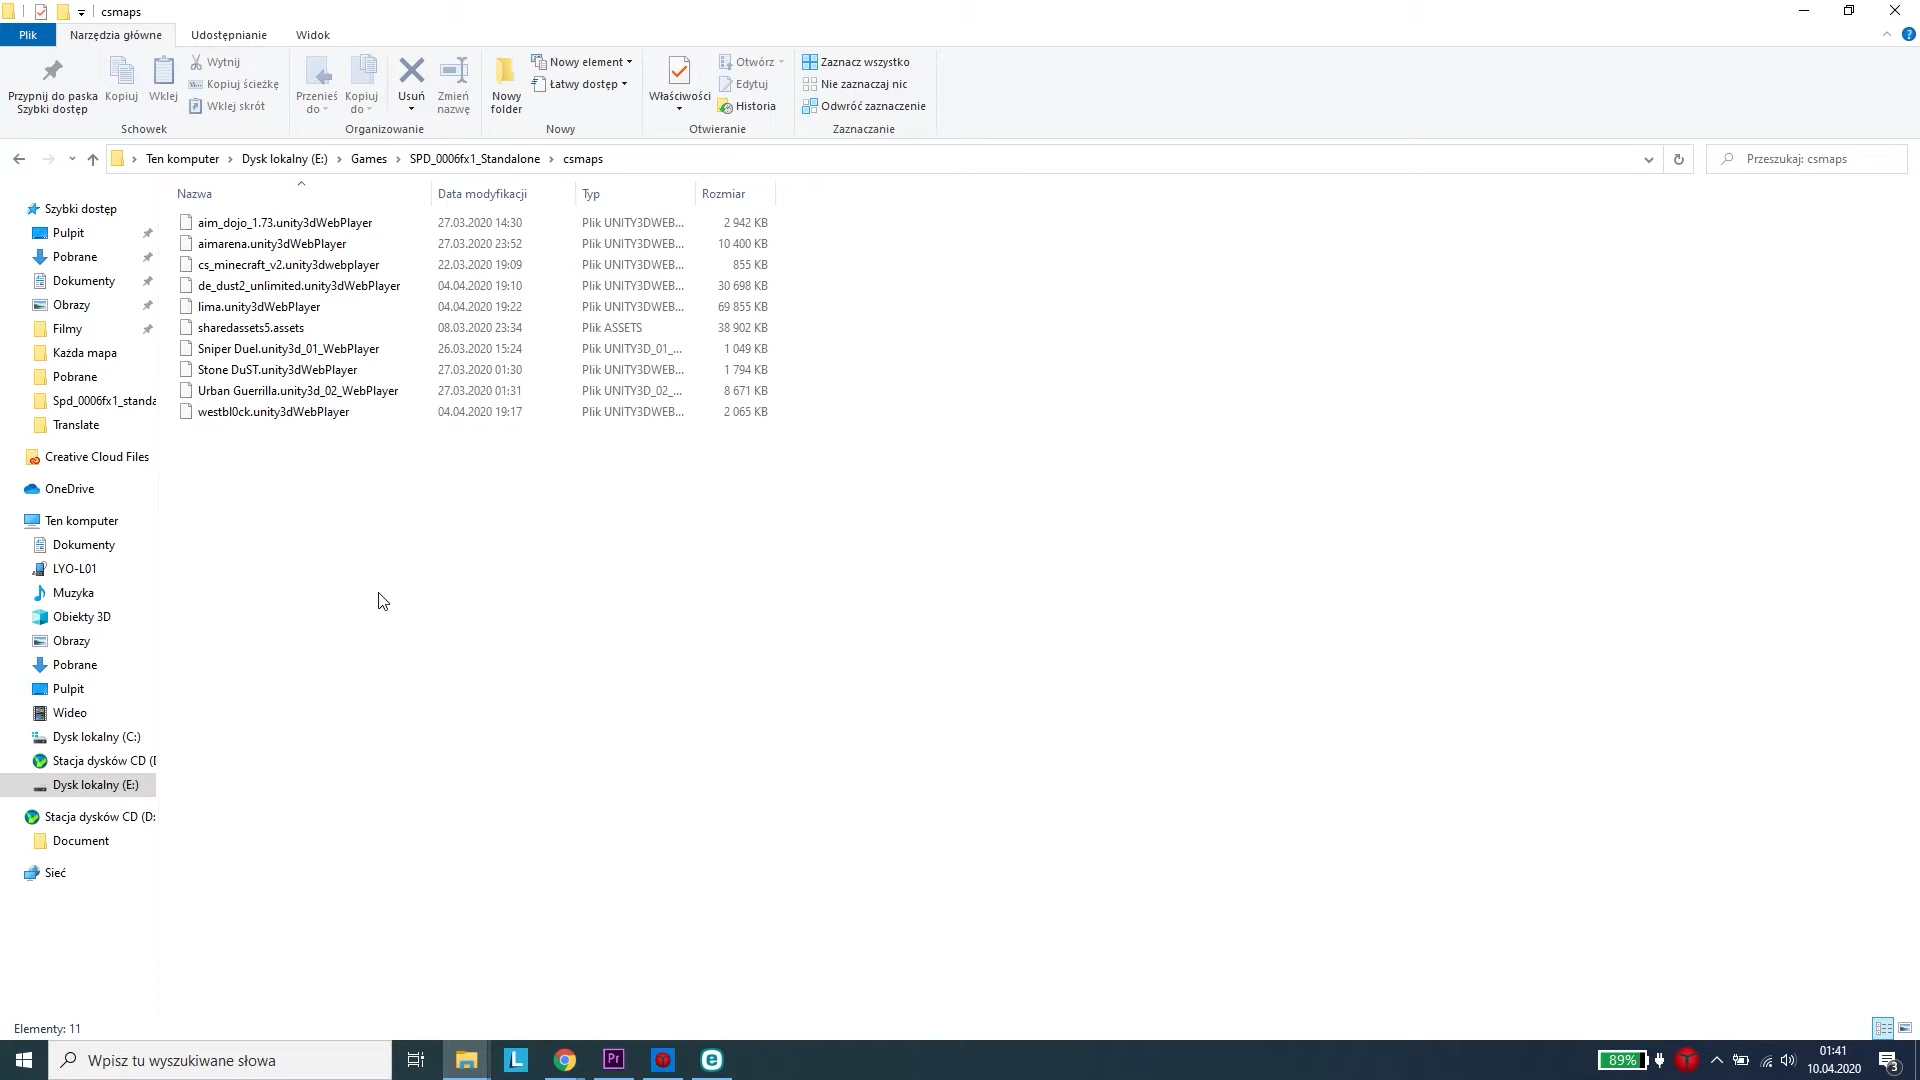 csmaps
Plik
Narzędzia główne
Udostępnianie
Widok
Przypnij do paska
Szybki dostęp
Kopiuj
Wklej
Wytnij
Kopiuj ścieżkę
Wklej skrót
Schowek
Przenieś
do
Kopiuj
do
Usuń
Zmień
nazwę
Organizowanie
Nowy
folder
Nowy element
Łatwy dostęp
Nowy
Właściwości
Otwórz
Edytuj
Historia
Otwieranie
Zaznacz wszystko
Nie zaznaczaj nic
Odwróć zaznaczenie
Zaznaczanie
Ten komputer > Dysk lokalny (E:) > Games > SPD_0006fx1_Standalone > csmaps
Przeszukaj: csmaps
Nazwa Data modyfikacji Typ Rozmiar
aim_dojo_1.73.unity3dWebPlayer 27.03.2020 14:30 Plik UNITY3DWEB... 2 942 KB
aimarena.unity3dWebPlayer 27.03.2020 23:52 Plik UNITY3DWEB... 10 400 KB
cs_minecraft_v2.unity3dwebplayer 22.03.2020 19:09 Plik UNITY3DWEB... 855 KB
de_dust2_unlimited.unity3dWebPlayer 04.04.2020 19:10 Plik UNITY3DWEB... 30 698 KB
lima.unity3dWebPlayer 04.04.2020 19:22 Plik UNITY3DWEB... 69 855 KB
sharedassets5.assets 08.03.2020 23:34 Plik ASSETS 38 902 KB
Sniper Duel.unity3d_01_WebPlayer 26.03.2020 15:24 Plik UNITY3D_01_... 1 049 KB
Stone DuST.unity3dWebPlayer 27.03.2020 01:30 Plik UNITY3DWEB... 1 794 KB
Urban Guerrilla.unity3d_02_WebPlayer 27.03.2020 01:31 Plik UNITY3D_02_... 8 671 KB
westbl0ck.unity3dWebPlayer 04.04.2020 19:17 Plik UNITY3DWEB... 2 065 KB
Szybki dostęp
Pulpit
Pobrane
Dokumenty
Obrazy
Filmy
Każda mapa
Pobrane
Spd_0006fx1_standa
Translate
Creative Cloud Files
OneDrive
Ten komputer
Dokumenty
LYO-L01
Muzyka
Obiekty 3D
Obrazy
Pobrane
Pulpit
Wideo
Dysk lokalny (C:)
Stacja dysków CD (D
Dysk lokalny (E:)
Stacja dysków CD (D:
Document
Sieć
Elementy: 11
Wpisz tu wyszukiwane słowa
L
Pr
e
89%
01:41
10.04.2020
3